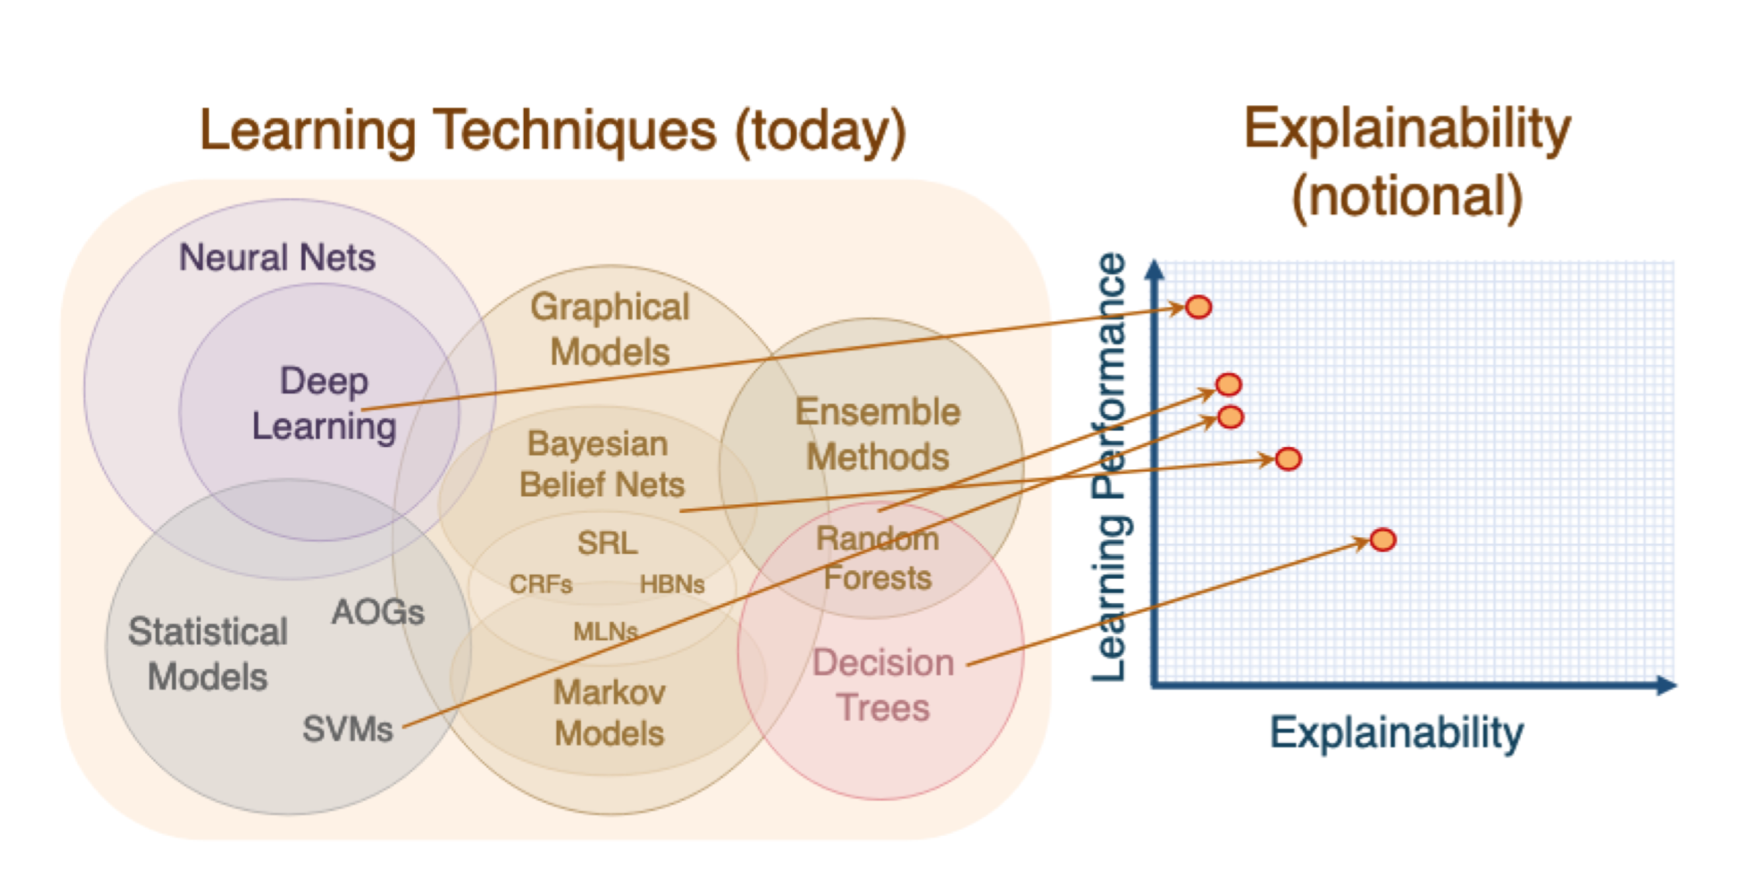 Learning Techniques (today)
Neural Nets
Deep
Learning
Graphical
Models
Bayesian
Belief Nets
SRL
CRFs
HBNs
MLNs
Markov
Models
Ensemble
Methods
Random
Forests
Decision
Trees
Statistical
Models
AOGs
SVMs
Explainability
(notional)
Learning Performance
Explainability